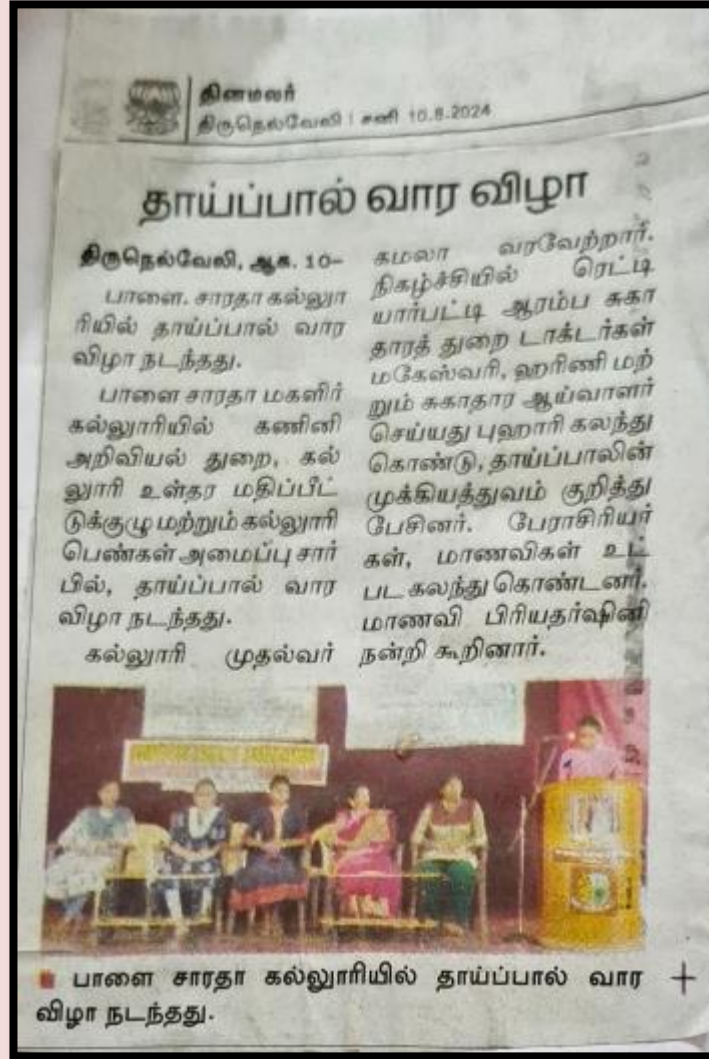 தினமலர்
திருநெல்வேலி | சனி 10.8.2024
தாய்ப்பால் வார விழா
திருநெல்வேலி, ஆக. 10–
பாளை. சாரதா கல்லூ
ரியில் தாய்ப்பால் வார
விழா நடந்தது.
பாளை சாரதா மகளிர்
கல்லூரியில் கணினி
அறிவியல் துறை, கல்
லூரி உள்தர மதிப்பீட்
டுக்குழு மற்றும் கல்லூரி
பெண்கள் அமைப்பு சார்
பில், தாய்ப்பால் வார
விழா நடந்தது.
கல்லூரி முதல்வர்
கமலா வரவேற்றார்.
நிகழ்ச்சியில் ரெட்டி
யார்பட்டி ஆரம்ப சுகா
தாரத் துறை டாக்டர்கள்
மகேஸ்வரி, ஹரிணி மற்
றும் சுகாதார ஆய்வாளர்
செய்யது புஹாரி கலந்து
கொண்டு, தாய்ப்பாலின்
முக்கியத்துவம் குறித்து
பேசினர். பேராசிரியர்
கள், மாணவிகள் உட்
பட கலந்து கொண்டனர்.
மாணவி பிரியதர்ஷினி
நன்றி கூறினார்.
பாளை சாரதா கல்லூரியில் தாய்ப்பால் வார
விழா நடந்தது.